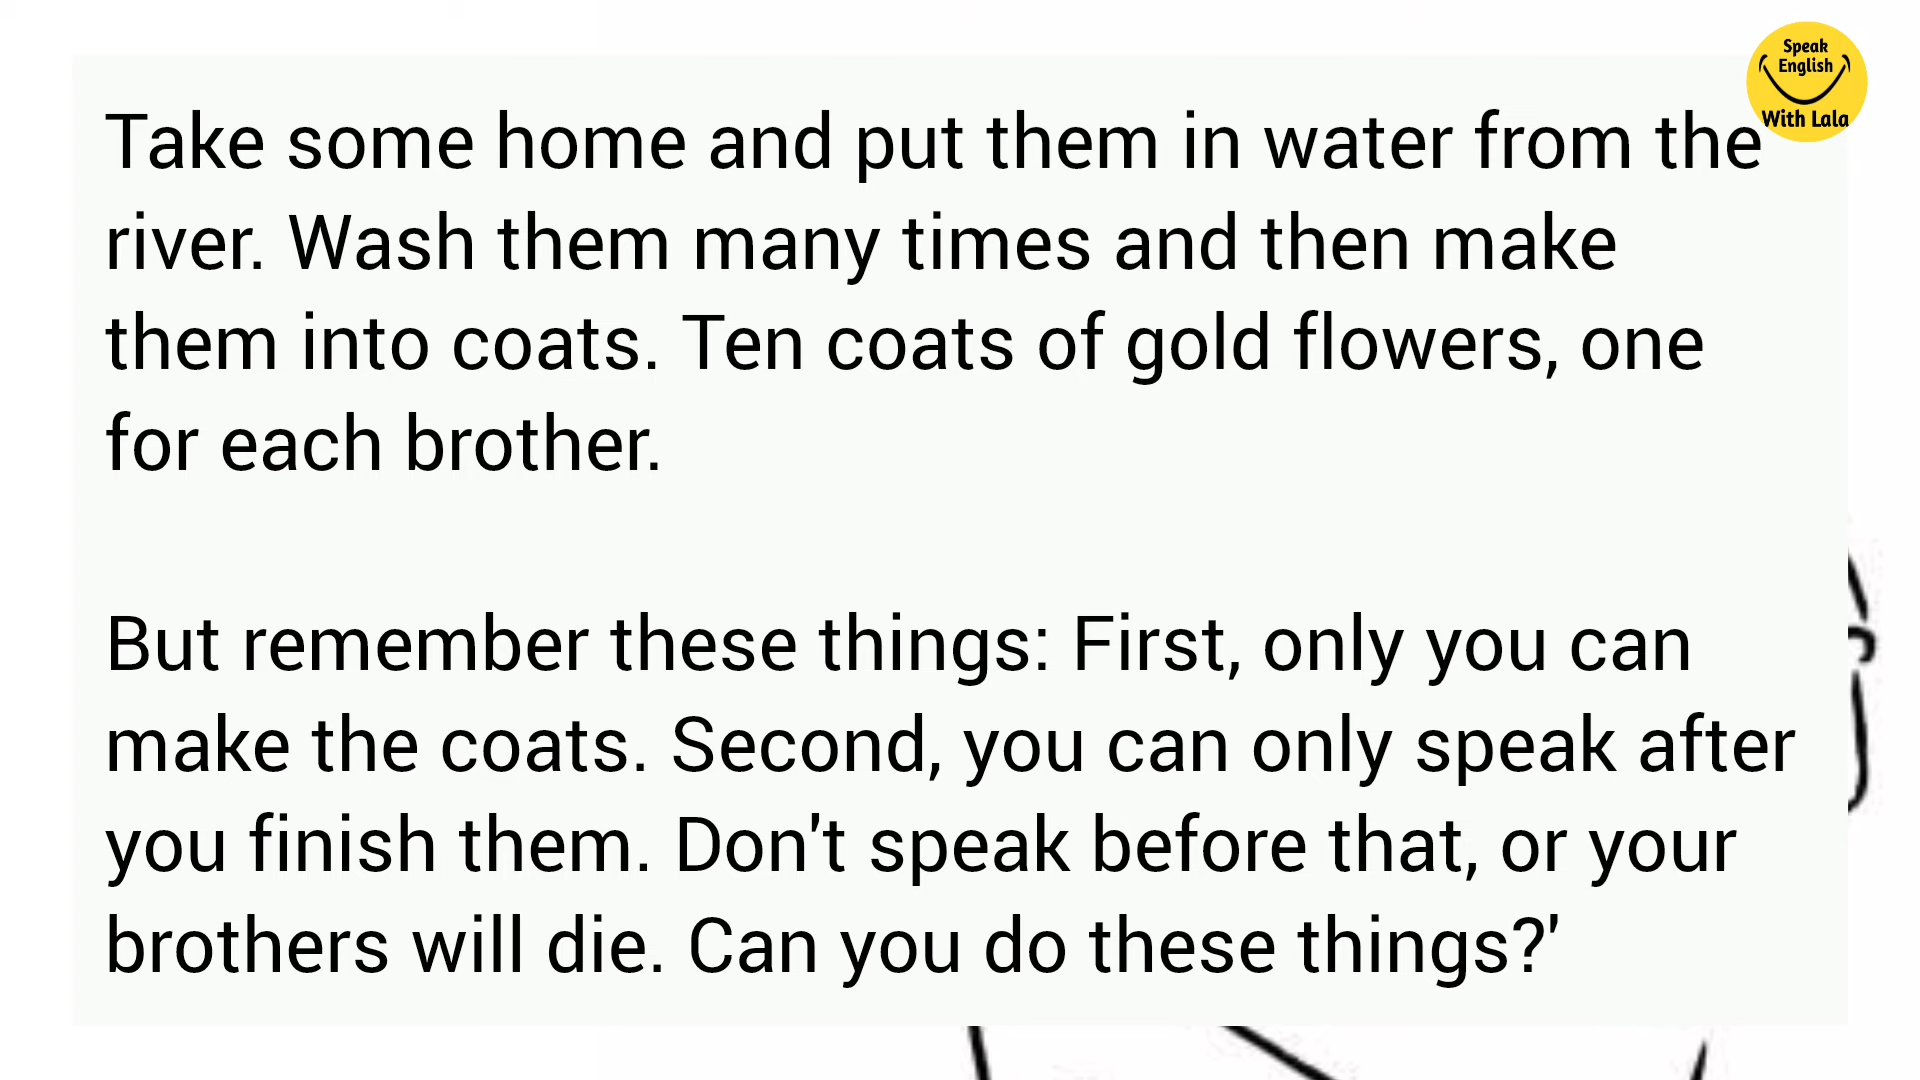 Speak
English
With Lala
Take some home and put them in water from the
river. Wash them many times and then make
them into coats. Ten coats of gold flowers, one
for each brother.
But remember these things: First, only you can
make the coats. Second, you can only speak after
you finish them. Don't speak before that, or your
brothers will die. Can you do these things?'